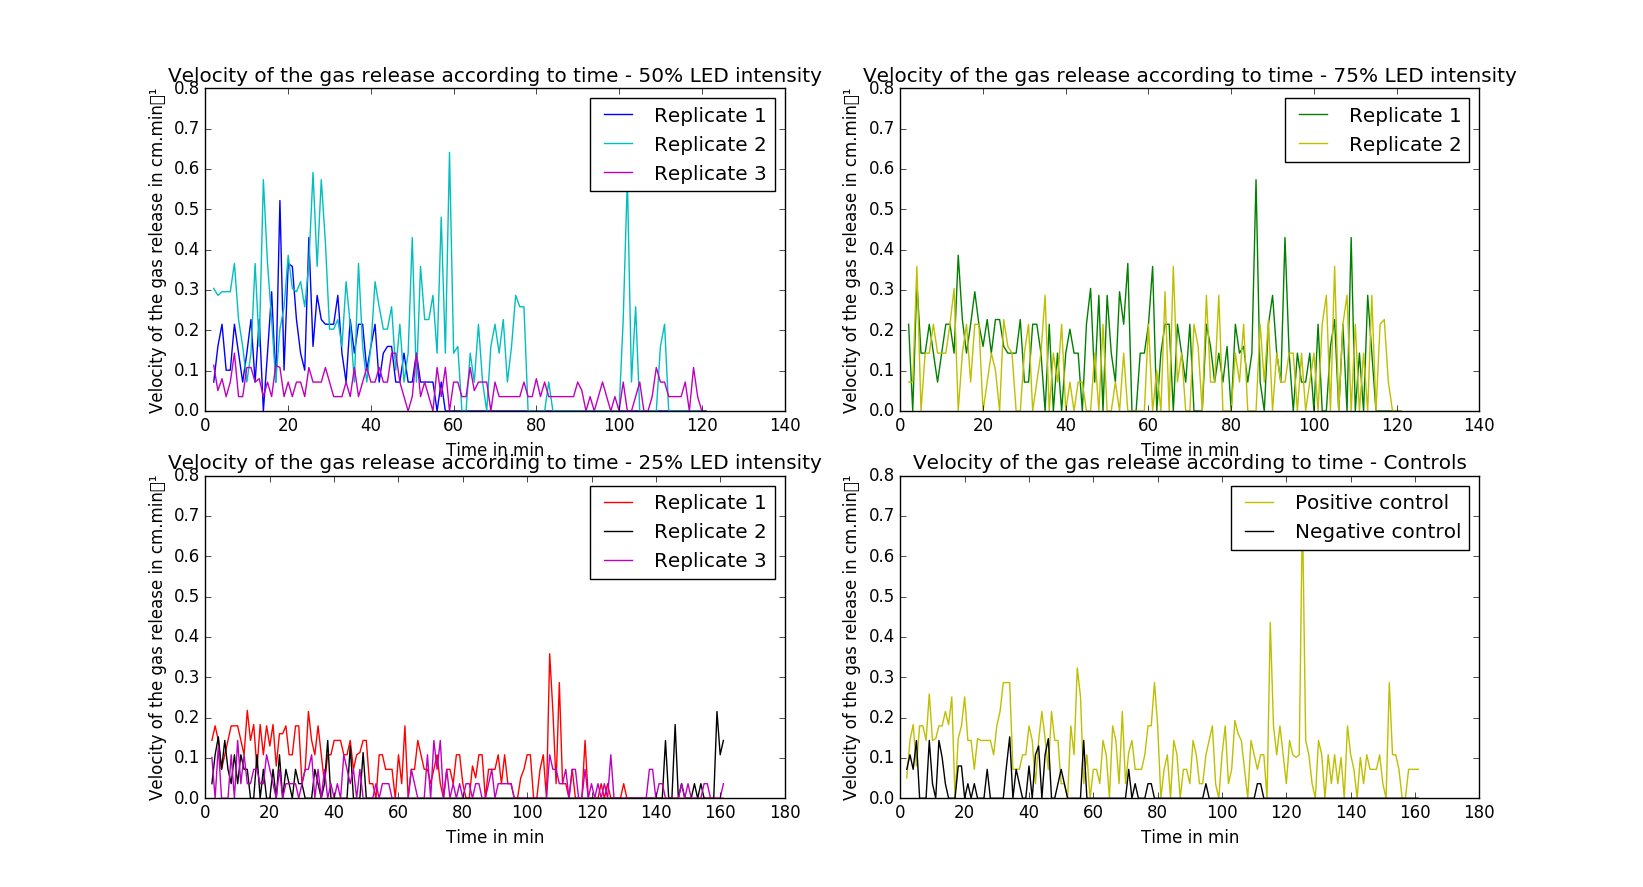 Velocity of the gas release according to time - 50% LED intensity
Velocity of the gas release in cm.min▯¹
0.8
0.7
0.6
0.5
0.4
0.3
0.2
0.1
0.0
0 20 40 60 80 100 120 140
Time in min
Replicate 1
Replicate 2
Replicate 3
Velocity of the gas release according to time - 75% LED intensity
Velocity of the gas release in cm.min▯¹
0.8
0.7
0.6
0.5
0.4
0.3
0.2
0.1
0.0
0 20 40 60 80 100 120 140
Time in min
Replicate 1
Replicate 2
Velocity of the gas release according to time - 25% LED intensity
Velocity of the gas release in cm.min▯¹
0.8
0.7
0.6
0.5
0.4
0.3
0.2
0.1
0.0
0 20 40 60 80 100 120 140 160 180
Time in min
Replicate 1
Replicate 2
Replicate 3
Velocity of the gas release according to time - Controls
Velocity of the gas release in cm.min▯¹
0.8
0.7
0.6
0.5
0.4
0.3
0.2
0.1
0.0
0 20 40 60 80 100 120 140 160 180
Time in min
Positive control
Negative control